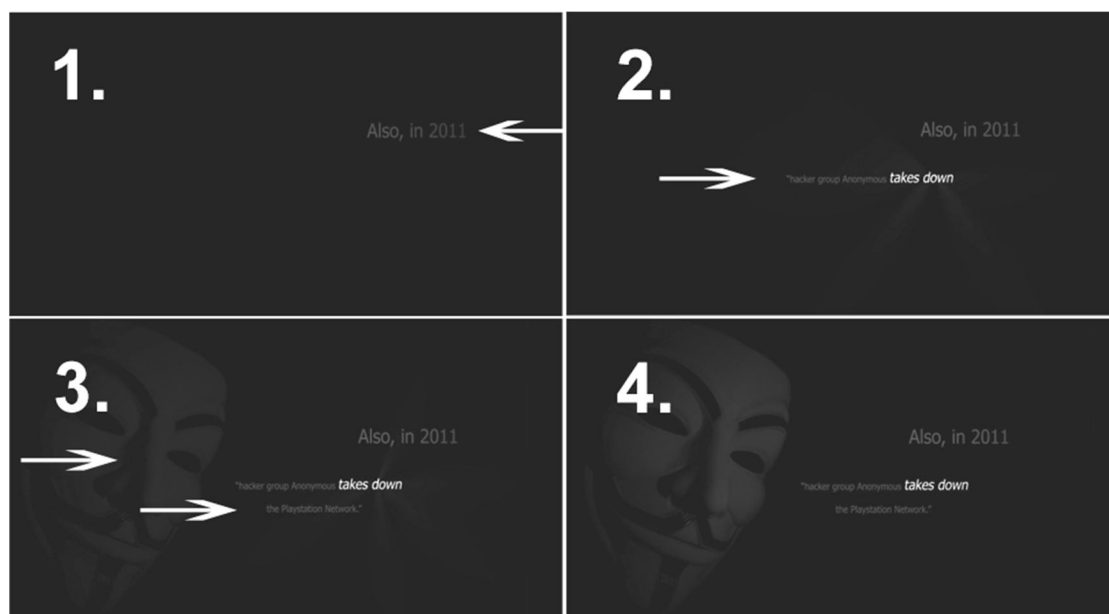 1.
Also, in 2011
2.
Also, in 2011
"hacker group Anonymous takes down
3.
Also, in 2011
"hacker group Anonymous takes down
the Playstation Network."
4.
Also, in 2011
"hacker group Anonymous takes down
the Playstation Network."